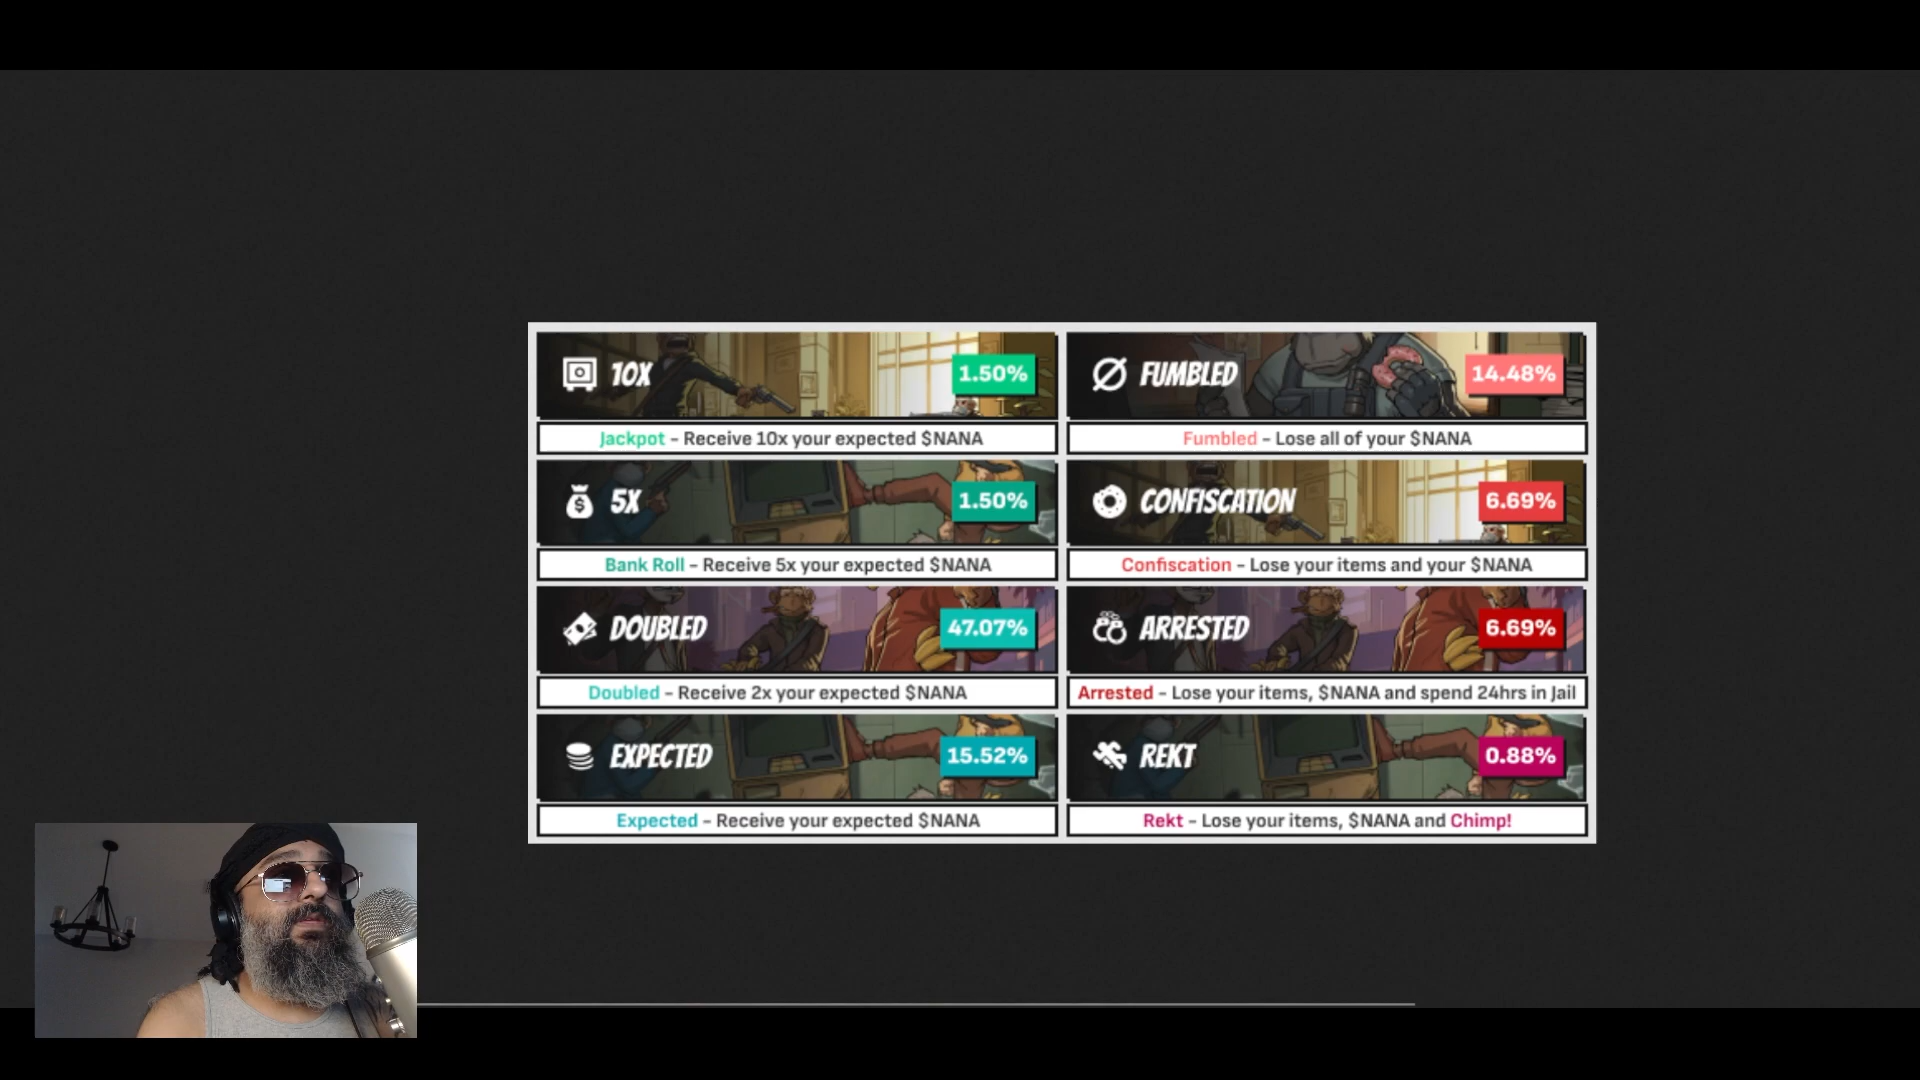 10X 1.50%
Jackpot - Receive 10x your expected $NANA
5X 1.50%
Bank Roll - Receive 5x your expected $NANA
DOUBLED 47.07%
Doubled - Receive 2x your expected $NANA
EXPECTED 15.52%
Expected - Receive your expected $NANA
FUMBLED 14.48%
Fumbled - Lose all of your $NANA
CONFISCATION 6.69%
Confiscation - Lose your items and your $NANA
ARRESTED 6.69%
Arrested - Lose your items, $NANA and spend 24hrs in Jail
REKT 0.88%
Rekt - Lose your items, $NANA and Chimp!